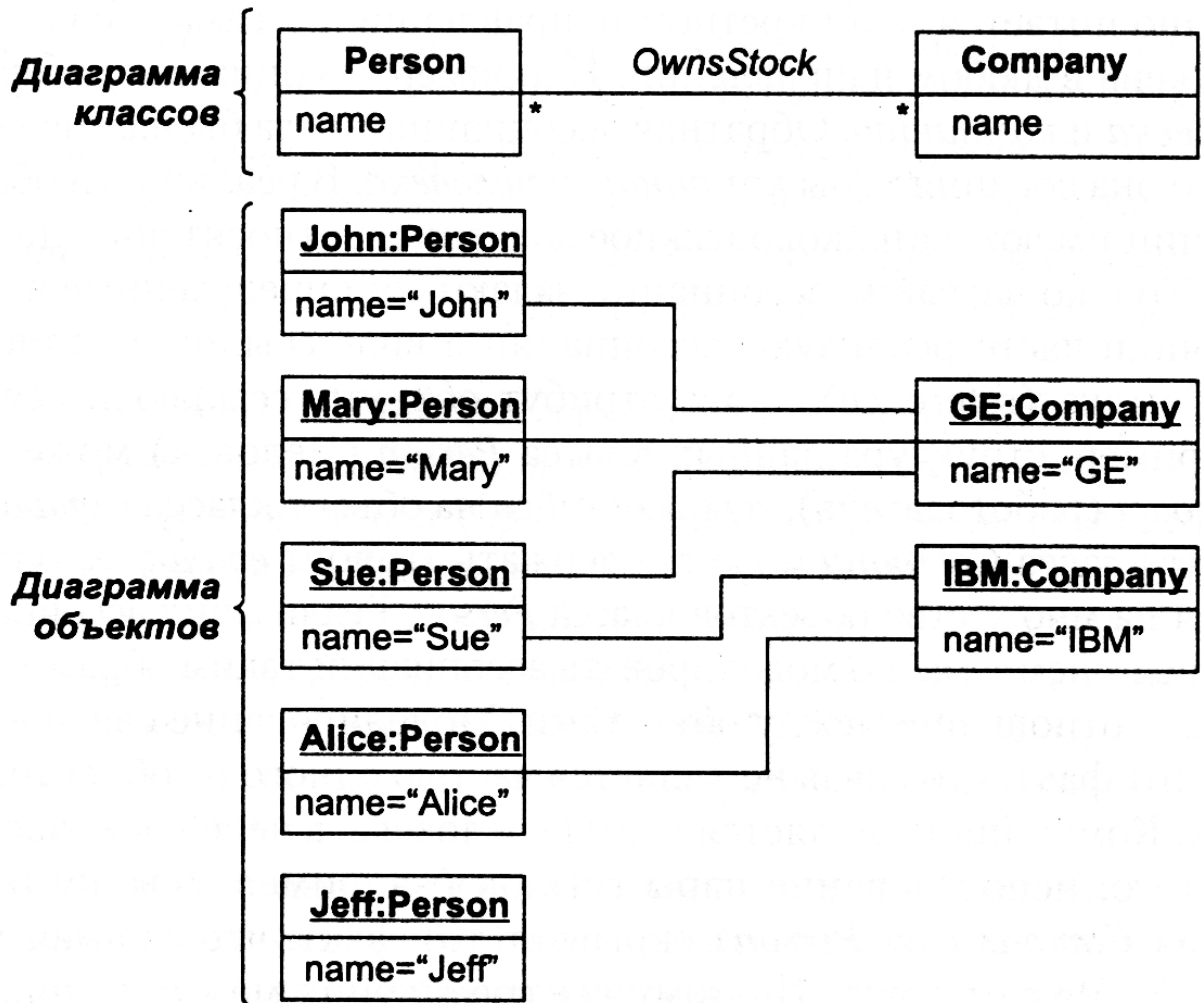 Диаграмма
классов
Person
name
OwnsStock
*
*
Company
name
Диаграмма
объектов
John:Person
name=“John”
Mary:Person
name=“Mary”
Sue:Person
name=“Sue”
Alice:Person
name=“Alice”
Jeff:Person
name=“Jeff”
GE:Company
name=“GE”
IBM:Company
name=“IBM”